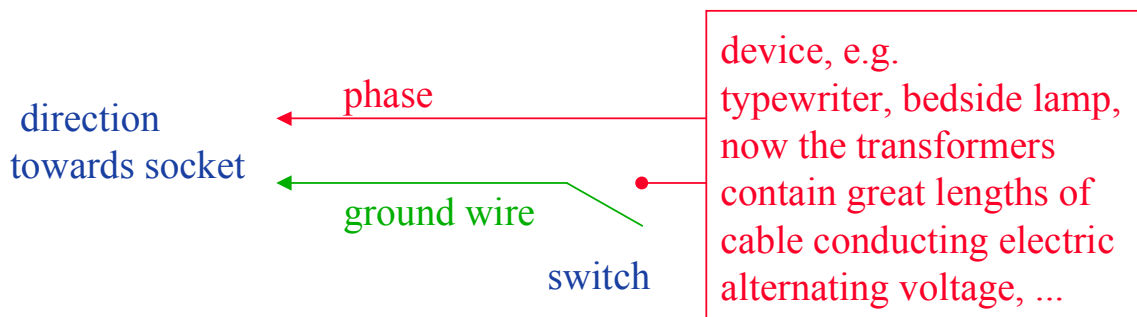 device, e.g.
typewriter, bedside lamp,
now the transformers
contain great lengths of
cable conducting electric
alternating voltage, ...
phase
direction
towards socket
ground wire
switch